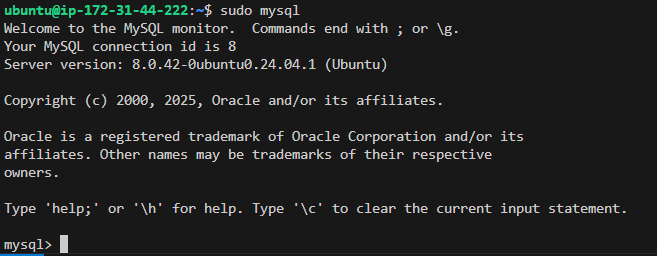 ubuntu@ip-172-31-44-222:~$ sudo mysql
Welcome to the MySQL monitor.  Commands end with ; or \g.
Your MySQL connection id is 8
Server version: 8.0.42-0ubuntu0.24.04.1 (Ubuntu)

Copyright (c) 2000, 2025, Oracle and/or its affiliates.

Oracle is a registered trademark of Oracle Corporation and/or its
affiliates. Other names may be trademarks of their respective
owners.

Type 'help;' or '\h' for help. Type '\c' to clear the current input statement.

mysql>